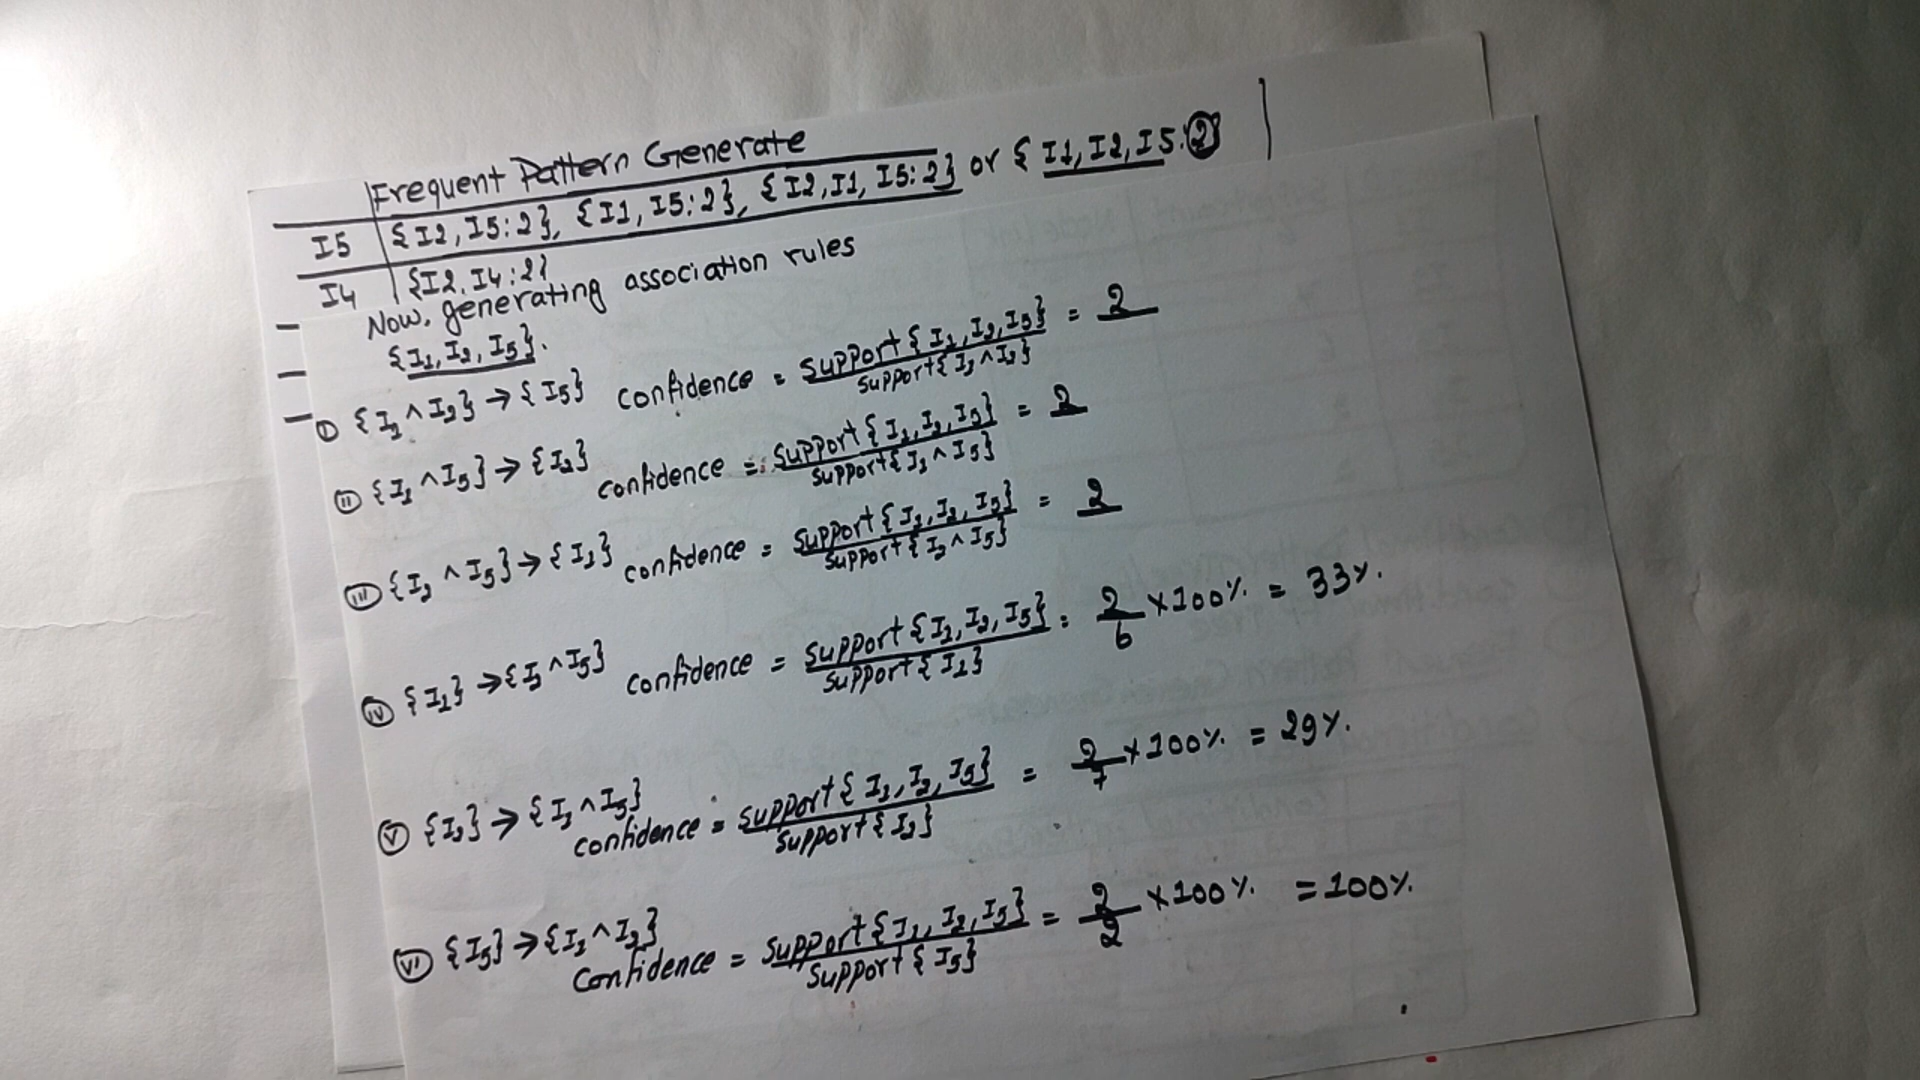 Frequent Pattern Generate
I5 {I2, I5:2}, {I1, I5:2}, {I2, I1, I5:2} or {I1, I2, I5:2}
I4 {I2, I4:2}
Now, generating association rules
{I1, I2, I5}.
(i) {I1 ^ I2} → {I5} confidence = support{I1, I2, I5} / support{I1 ^ I2} = 2
(ii) {I1 ^ I5} → {I2} confidence = support{I1, I2, I5} / support{I1 ^ I5} = 2
(iii) {I2 ^ I5} → {I1} confidence = support{I1, I2, I5} / support{I2 ^ I5} = 2
(iv) {I1} → {I2 ^ I5} confidence = support{I1, I2, I5} / support{I1} = 2/6 × 100% = 33%.
(v) {I2} → {I1 ^ I5} confidence = support{I1, I2, I5} / support{I2} = 2/7 × 100% = 29%.
(vi) {I5} → {I1 ^ I2} confidence = support{I1, I2, I5} / support{I5} = 2/2 × 100% = 100%.